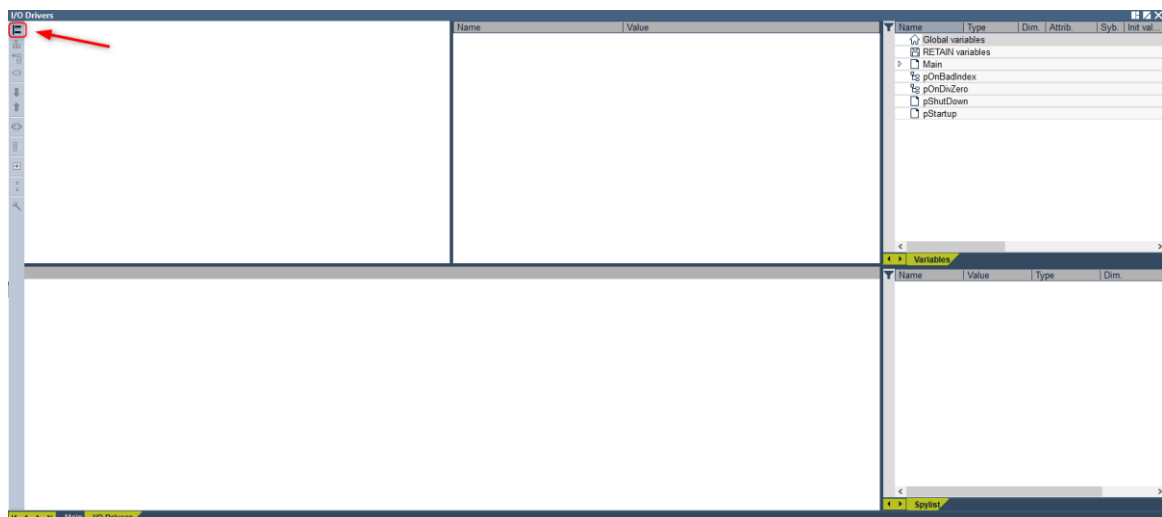 I/O Drivers
Name Value
Name Type Dim. Attrib. Syb. Init val...
Global variables
RETAIN variables
Main
pOnBadIndex
pOnDivZero
pShutDown
pStartup
Variables
Name Value Type Dim.
Spylist
Main I/O Drivers